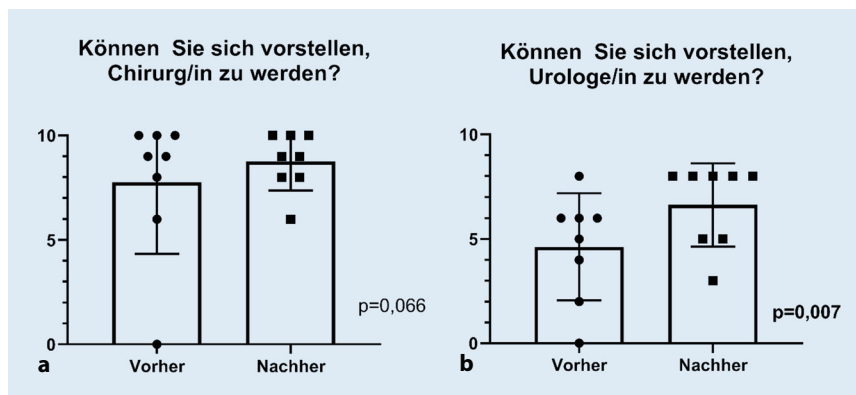 Können Sie sich vorstellen,
Chirurg/in zu werden?
10
5
0
p=0,066
a
Vorher Nachher
Können Sie sich vorstellen,
Urologe/in zu werden?
10
5
0
p=0,007
b
Vorher Nachher